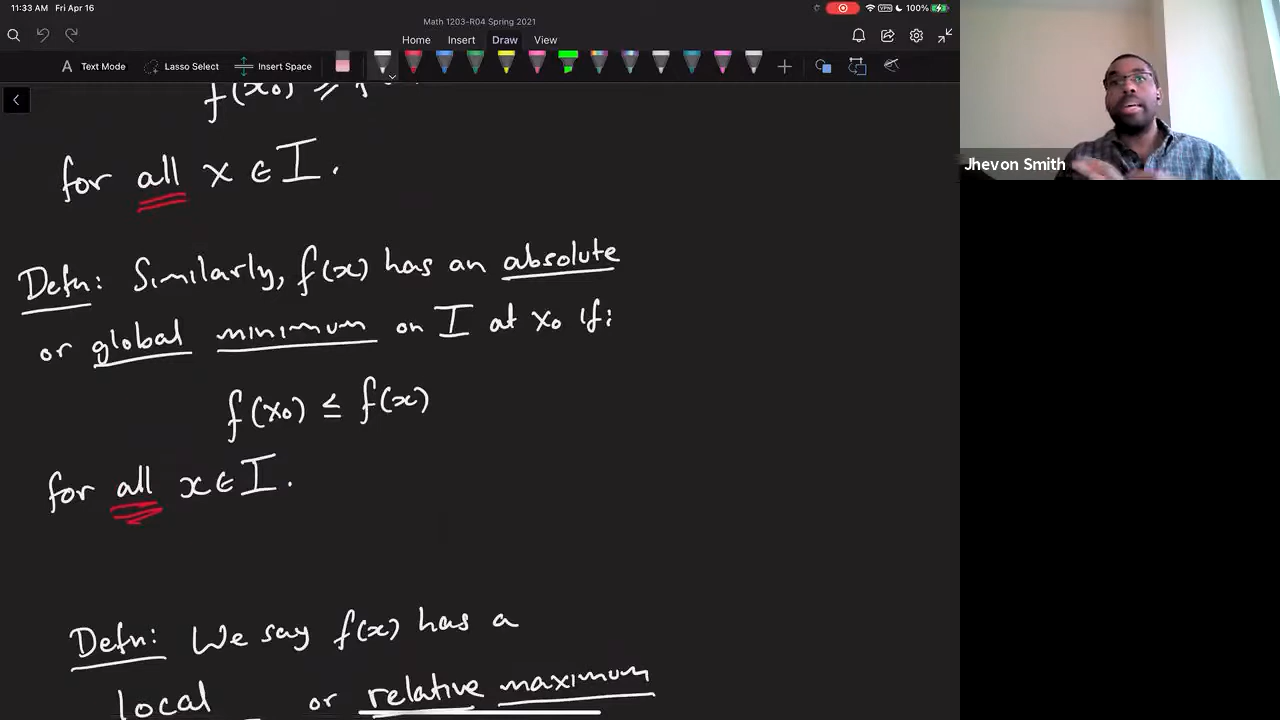 11:33 AM Fri Apr 16
100%
Math 1203-R04 Spring 2021
Home Insert Draw View
Text Mode Lasso Select Insert Space
f(x₀) ≥
for all x ∈ I.
Jhevon Smith
Defn: Similarly, f(x) has an absolute
or global minimum on I at x₀ if:
f(x₀) ≤ f(x)
for all x ∈ I.
Defn: We say f(x) has a
local or relative maximum